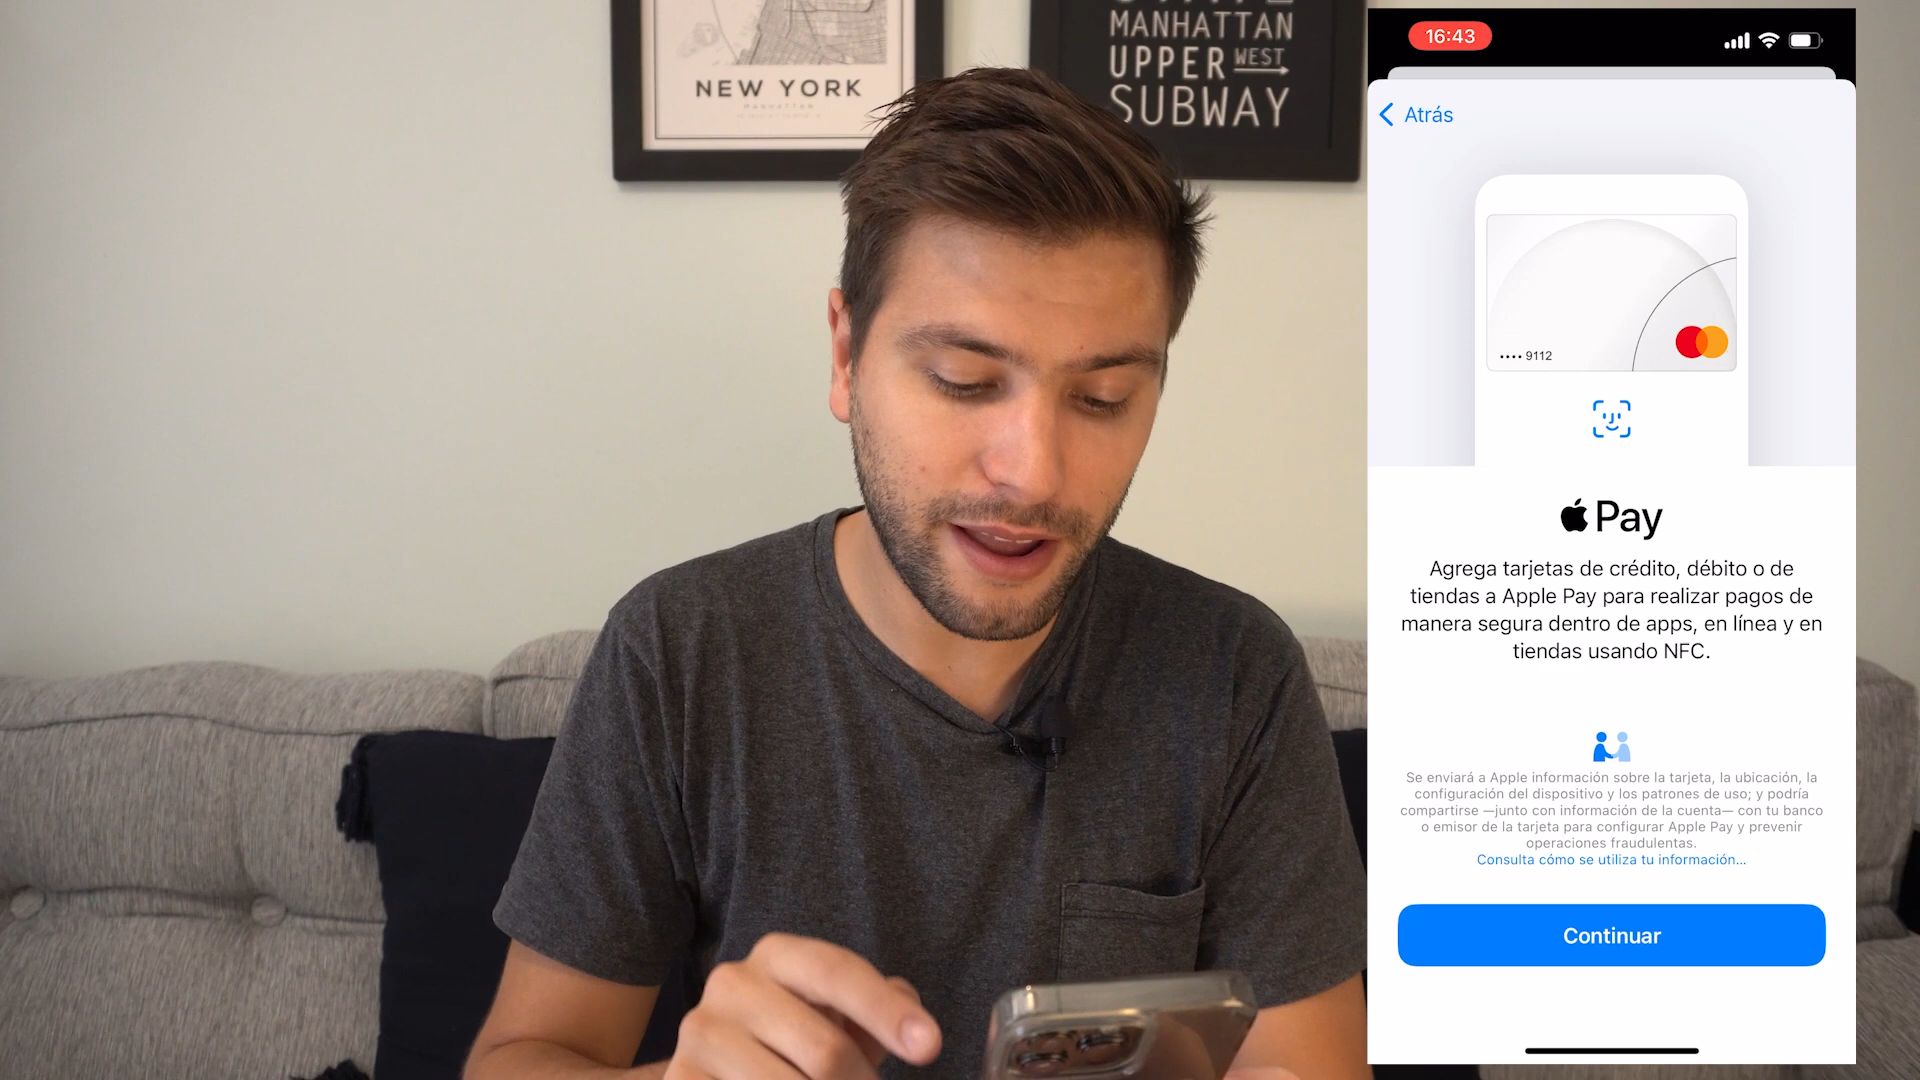 NEW YORK
MANHATTAN
MANHATTAN
UPPER WEST
SUBWAY
16:43
Atrás
•••• 9112
Pay
Agrega tarjetas de crédito, débito o de
tiendas a Apple Pay para realizar pagos de
manera segura dentro de apps, en línea y en
tiendas usando NFC.
Se enviará a Apple información sobre la tarjeta, la ubicación, la
configuración del dispositivo y los patrones de uso; y podría
compartirse —junto con información de la cuenta— con tu banco
o emisor de la tarjeta para configurar Apple Pay y prevenir
operaciones fraudulentas.
Consulta cómo se utiliza tu información...
Continuar